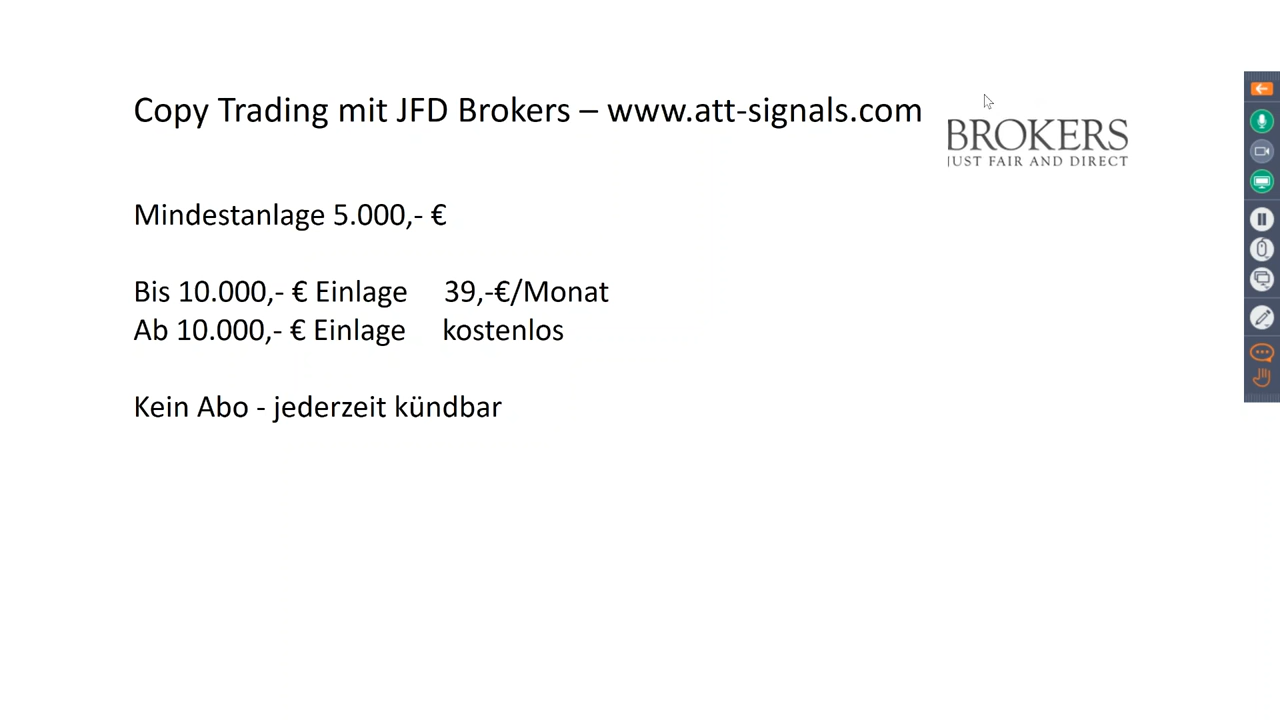 Copy Trading mit JFD Brokers – www.att-signals.com
BROKERS
JUST FAIR AND DIRECT
Mindestanlage 5.000,- €
Bis 10.000,- € Einlage 39,-€/Monat
Ab 10.000,- € Einlage kostenlos
Kein Abo - jederzeit kündbar